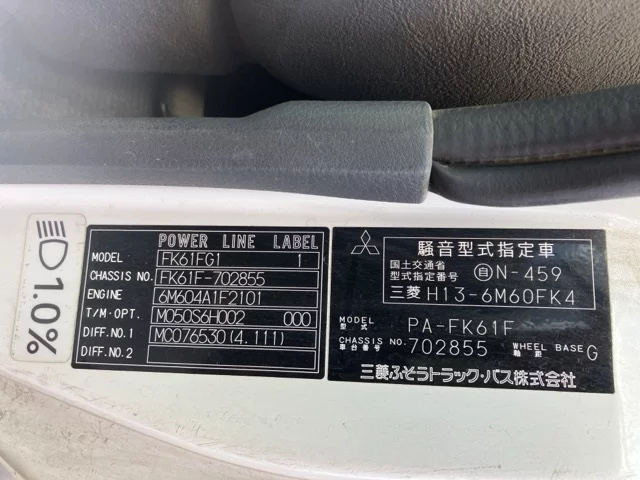 1.0%
POWER LINE LABEL
MODEL FK61FG1 1
CHASSIS NO. FK61F-702855
ENGINE 6M604A1F2101
T/M·OPT. M050S6H002 000
DIFF. NO.1 MC076530(4.111)
DIFF. NO.2
騒音型式指定車
国土交通省
型式指定番号 自N-459
三菱 H13-6M60FK4
MODEL
型式 PA-FK61F
CHASSIS NO.
車台番号 702855
WHEEL BASE
軸距 G
三菱ふそうトラック・バス株式会社